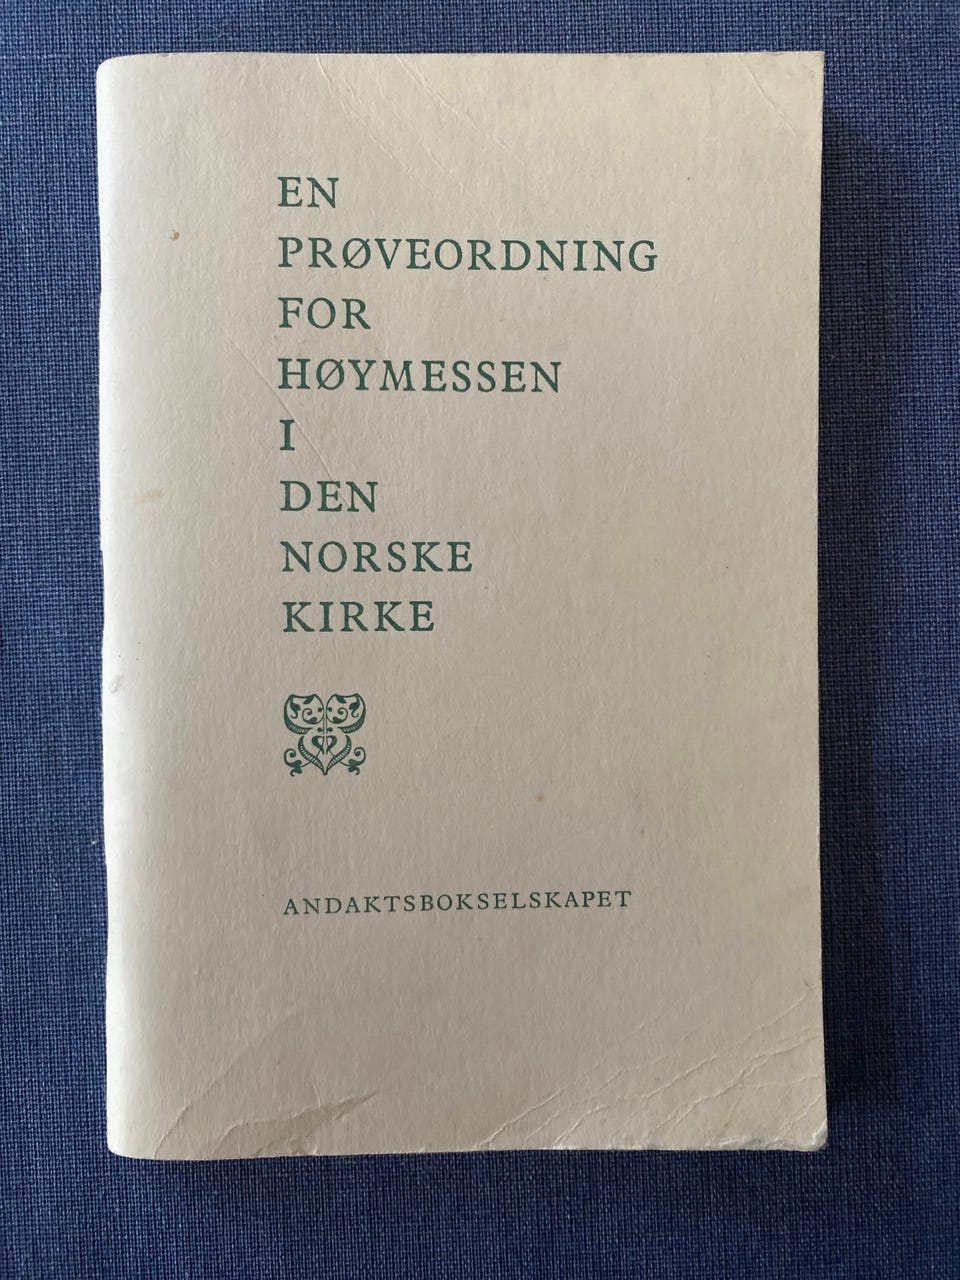 EN
PRØVEORDNING
FOR
HØYMESSEN
I
DEN
NORSKE
KIRKE
ANDAKTSBOKSELSKAPET